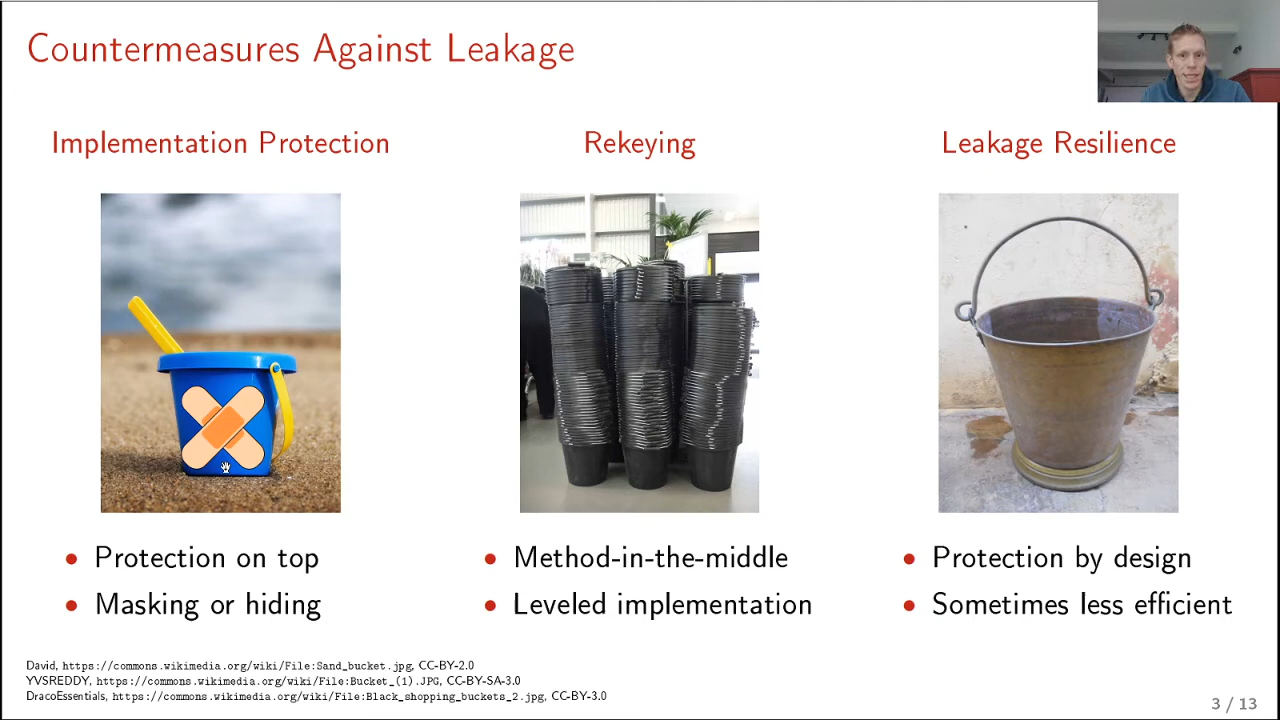 Countermeasures Against Leakage
Implementation Protection
Rekeying
Leakage Resilience
• Protection on top
• Masking or hiding
• Method-in-the-middle
• Leveled implementation
• Protection by design
• Sometimes less efficient
David, https://commons.wikimedia.org/wiki/File:Sand_bucket.jpg, CC-BY-2.0
YVSREDDY, https://commons.wikimedia.org/wiki/File:Bucket_(1).JPG, CC-BY-SA-3.0
DracoEssentials, https://commons.wikimedia.org/wiki/File:Black_shopping_buckets_2.jpg, CC-BY-3.0
3 / 13